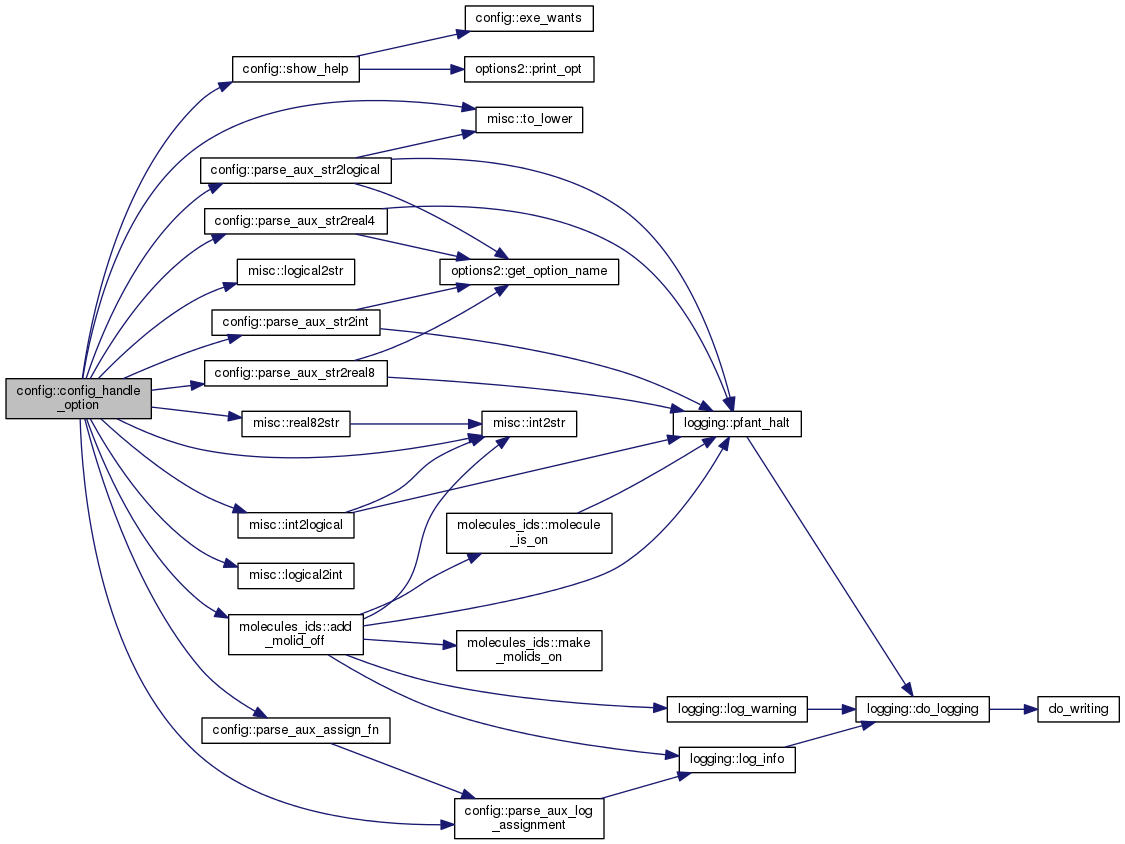 config::exe_wants
config::show_help
options2::print_opt
misc::to_lower
config::parse_aux_str2logical
config::parse_aux_str2real4
misc::logical2str
options2::get_option_name
config::parse_aux_str2int
config::parse_aux_str2real8
config::config_handle
_option
misc::real82str
misc::int2str
logging::pfant_halt
misc::int2logical
molecules_ids::molecule
_is_on
misc::logical2int
molecules_ids::add
_molid_off
molecules_ids::make
_molids_on
logging::log_warning
logging::do_logging
do_writing
config::parse_aux_assign_fn
logging::log_info
config::parse_aux_log
_assignment